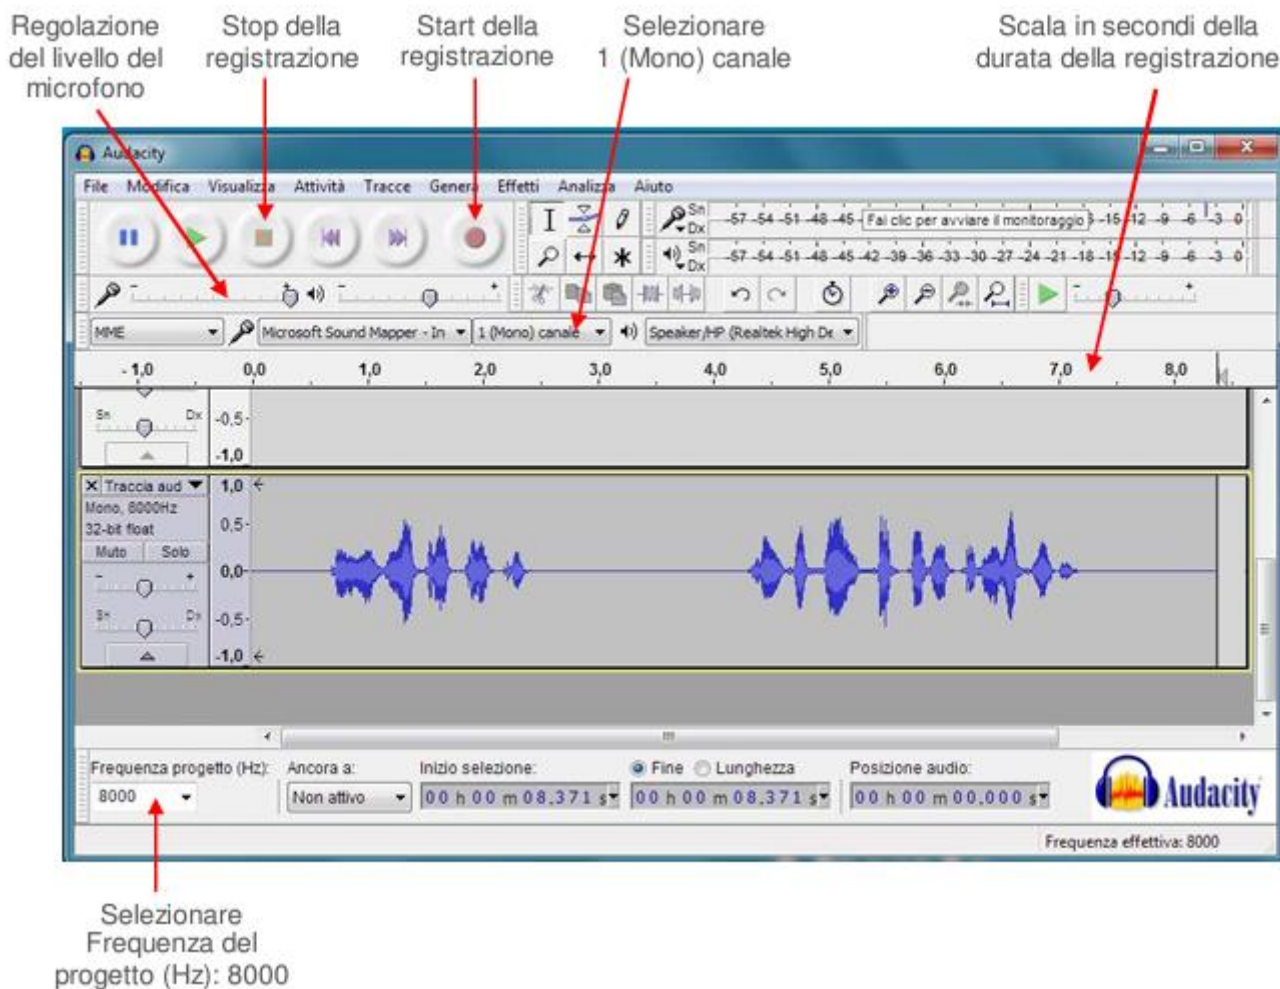 Regolazione
del livello del
microfono
Stop della
registrazione
Start della
registrazione
Selezionare
1 (Mono) canale
Scala in secondi della
durata della registrazione
Audacity
File Modifica Visualizza Attività Tracce Genera Effetti Analizza Aiuto
Sn
Dx
-57 -54 -51 -48 -45 Fai clic per avviare il monitoraggio -15 -12 -9 -6 -3 0
Sn
Dx
-57 -54 -51 -48 -45 -42 -39 -36 -33 -30 -27 -24 -21 -18 -15 -12 -9 -6 -3 0
- + - + - +
MME Microsoft Sound Mapper - In 1 (Mono) canale Speaker/HP (Realtek High De
-1,0 0,0 1,0 2,0 3,0 4,0 5,0 6,0 7,0 8,0
Sn Dx -0,5
-1,0
X Traccia aud 1,0
Mono, 8000Hz
32-bit float 0,5
Muto Solo
- + 0,0
Sn Dx -0,5
-1,0
Frequenza progetto (Hz): Ancora a: Inizio selezione: Fine Lunghezza Posizione audio:
8000 Non attivo 00 h 00 m 08.371 s 00 h 00 m 08.371 s 00 h 00 m 00.000 s
Audacity
Frequenza effettiva: 8000
Selezionare
Frequenza del
progetto (Hz): 8000